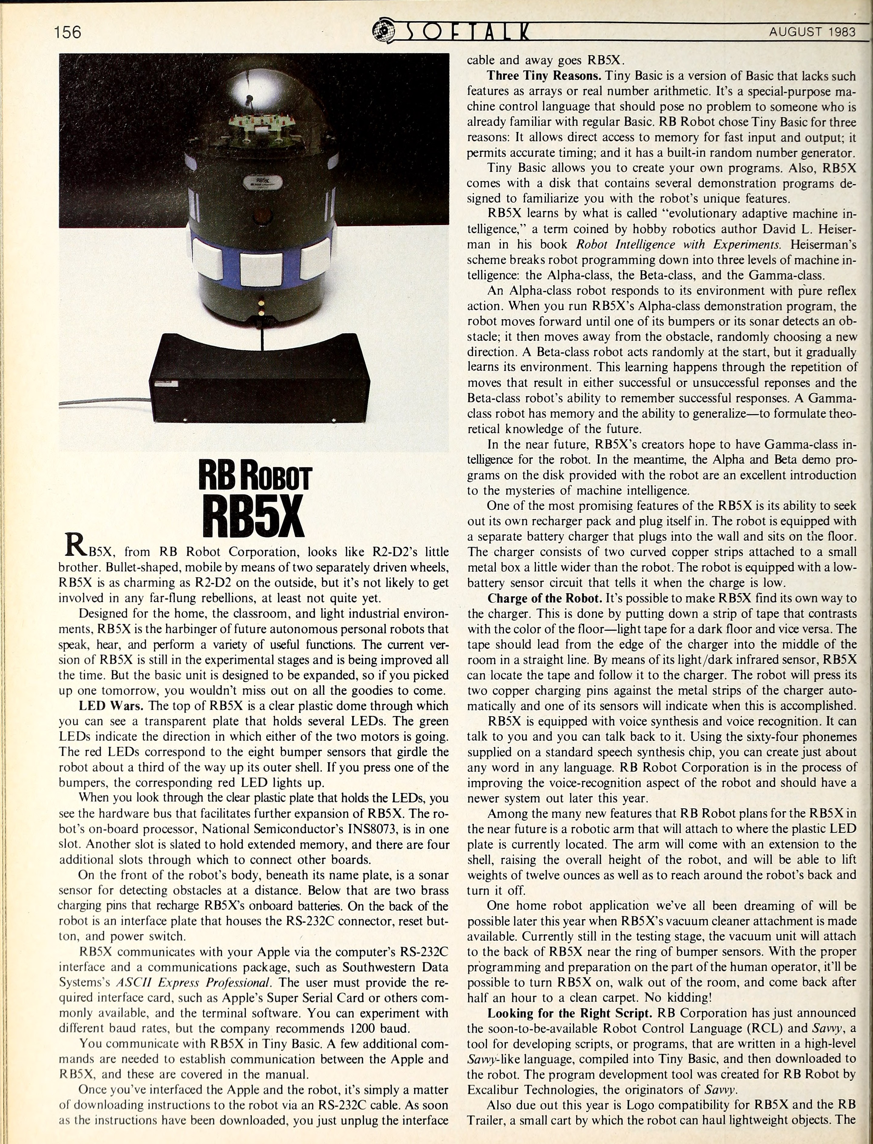 156
SOFTALK
AUGUST 1983
RB ROBOT
RB5X
RB5X, from RB Robot Corporation, looks like R2-D2's little
brother. Bullet-shaped, mobile by means of two separately driven wheels,
RB5X is as charming as R2-D2 on the outside, but it's not likely to get
involved in any far-flung rebellions, at least not quite yet.
Designed for the home, the classroom, and light industrial environ-
ments, RB5X is the harbinger of future autonomous personal robots that
speak, hear, and perform a variety of useful functions. The current ver-
sion of RB5X is still in the experimental stages and is being improved all
the time. But the basic unit is designed to be expanded, so if you picked
up one tomorrow, you wouldn't miss out on all the goodies to come.
LED Wars. The top of RB5X is a clear plastic dome through which
you can see a transparent plate that holds several LEDs. The green
LEDs indicate the direction in which either of the two motors is going.
The red LEDs correspond to the eight bumper sensors that girdle the
robot about a third of the way up its outer shell. If you press one of the
bumpers, the corresponding red LED lights up.
When you look through the clear plastic plate that holds the LEDs, you
see the hardware bus that facilitates further expansion of RB5X. The ro-
bot's on-board processor, National Semiconductor's INS8073, is in one
slot. Another slot is slated to hold extended memory, and there are four
additional slots through which to connect other boards.
On the front of the robot's body, beneath its name plate, is a sonar
sensor for detecting obstacles at a distance. Below that are two brass
charging pins that recharge RB5X's onboard batteries. On the back of the
robot is an interface plate that houses the RS-232C connector, reset but-
ton, and power switch.
RB5X communicates with your Apple via the computer's RS-232C
interface and a communications package, such as Southwestern Data
Systems's ASCII Express Professional. The user must provide the re-
quired interface card, such as Apple's Super Serial Card or others com-
monly available, and the terminal software. You can experiment with
different baud rates, but the company recommends 1200 baud.
You communicate with RB5X in Tiny Basic. A few additional com-
mands are needed to establish communication between the Apple and
RB5X, and these are covered in the manual.
Once you've interfaced the Apple and the robot, it's simply a matter
of downloading instructions to the robot via an RS-232C cable. As soon
as the instructions have been downloaded, you just unplug the interface
cable and away goes RB5X.
Three Tiny Reasons. Tiny Basic is a version of Basic that lacks such
features as arrays or real number arithmetic. It's a special-purpose ma-
chine control language that should pose no problem to someone who is
already familiar with regular Basic. RB Robot chose Tiny Basic for three
reasons: It allows direct access to memory for fast input and output; it
permits accurate timing; and it has a built-in random number generator.
Tiny Basic allows you to create your own programs. Also, RB5X
comes with a disk that contains several demonstration programs de-
signed to familiarize you with the robot's unique features.
RB5X learns by what is called "evolutionary adaptive machine in-
telligence," a term coined by hobby robotics author David L. Heiser-
man in his book Robot Intelligence with Experiments. Heiserman's
scheme breaks robot programming down into three levels of machine in-
telligence: the Alpha-class, the Beta-class, and the Gamma-class.
An Alpha-class robot responds to its environment with pure reflex
action. When you run RB5X's Alpha-class demonstration program, the
robot moves forward until one of its bumpers or its sonar detects an ob-
stacle; it then moves away from the obstacle, randomly choosing a new
direction. A Beta-class robot acts randomly at the start, but it gradually
learns its environment. This learning happens through the repetition of
moves that result in either successful or unsuccessful reponses and the
Beta-class robot's ability to remember successful responses. A Gamma-
class robot has memory and the ability to generalize—to formulate theo-
retical knowledge of the future.
In the near future, RB5X's creators hope to have Gamma-class in-
telligence for the robot. In the meantime, the Alpha and Beta demo pro-
grams on the disk provided with the robot are an excellent introduction
to the mysteries of machine intelligence.
One of the most promising features of the RB5X is its ability to seek
out its own recharger pack and plug itself in. The robot is equipped with
a separate battery charger that plugs into the wall and sits on the floor.
The charger consists of two curved copper strips attached to a small
metal box a little wider than the robot. The robot is equipped with a low-
battery sensor circuit that tells it when the charge is low.
Charge of the Robot. It's possible to make RB5X find its own way to
the charger. This is done by putting down a strip of tape that contrasts
with the color of the floor—light tape for a dark floor and vice versa. The
tape should lead from the edge of the charger into the middle of the
room in a straight line. By means of its light/dark infrared sensor, RB5X
can locate the tape and follow it to the charger. The robot will press its
two copper charging pins against the metal strips of the charger auto-
matically and one of its sensors will indicate when this is accomplished.
RB5X is equipped with voice synthesis and voice recognition. It can
talk to you and you can talk back to it. Using the sixty-four phonemes
supplied on a standard speech synthesis chip, you can create just about
any word in any language. RB Robot Corporation is in the process of
improving the voice-recognition aspect of the robot and should have a
newer system out later this year.
Among the many new features that RB Robot plans for the RB5X in
the near future is a robotic arm that will attach to where the plastic LED
plate is currently located. The arm will come with an extension to the
shell, raising the overall height of the robot, and will be able to lift
weights of twelve ounces as well as to reach around the robot's back and
turn it off.
One home robot application we've all been dreaming of will be
possible later this year when RB5X's vacuum cleaner attachment is made
available. Currently still in the testing stage, the vacuum unit will attach
to the back of RB5X near the ring of bumper sensors. With the proper
programming and preparation on the part of the human operator, it'll be
possible to turn RB5X on, walk out of the room, and come back after
half an hour to a clean carpet. No kidding!
Looking for the Right Script. RB Corporation has just announced
the soon-to-be-available Robot Control Language (RCL) and Savvy, a
tool for developing scripts, or programs, that are written in a high-level
Savvy-like language, compiled into Tiny Basic, and then downloaded to
the robot. The program development tool was created for RB Robot by
Excalibur Technologies, the originators of Savvy.
Also due out this year is Logo compatibility for RB5X and the RB
Trailer, a small cart by which the robot can haul lightweight objects. The